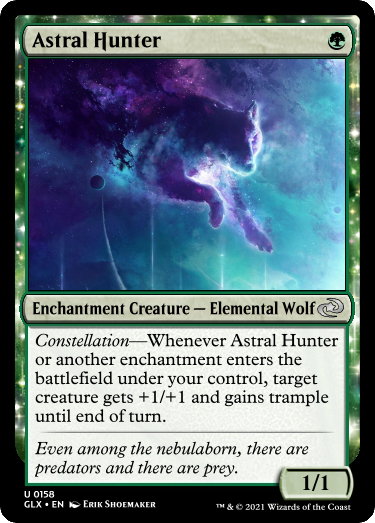 Astral Hunter
Enchantment Creature — Elemental Wolf
Constellation—Whenever Astral Hunter
or another enchantment enters the
battlefield under your control, target
creature gets +1/+1 and gains trample
until end of turn.
Even among the nebulaborn, there are
predators and there are prey.
1/1
U 0158
GLX • EN Erik Shoemaker
™ & © 2021 Wizards of the Coast